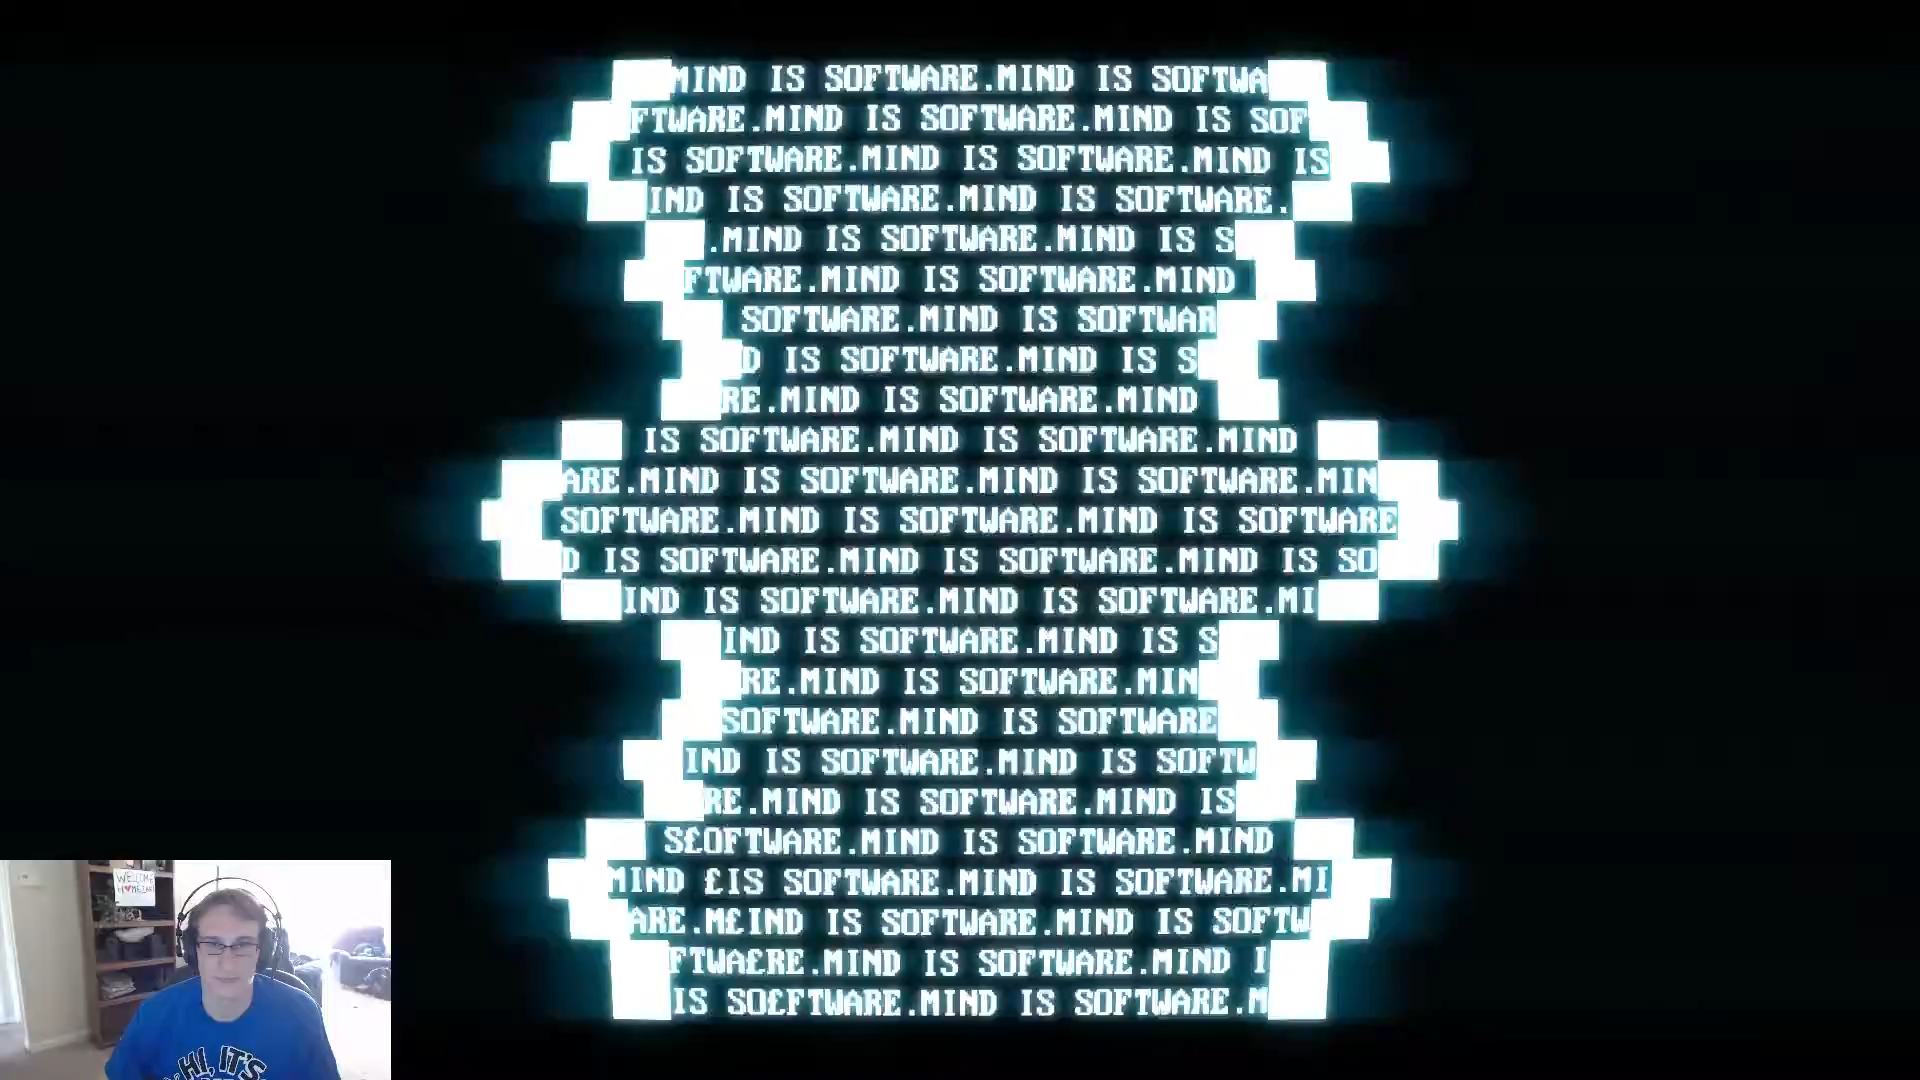 MIND IS SOFTWARE.MIND IS SOFTWA
FTWARE.MIND IS SOFTWARE.MIND IS SOF
IS SOFTWARE.MIND IS SOFTWARE.MIND IS
IND IS SOFTWARE.MIND IS SOFTWARE.
.MIND IS SOFTWARE.MIND IS S
FTWARE.MIND IS SOFTWARE.MIND
SOFTWARE.MIND IS SOFTWAR
D IS SOFTWARE.MIND IS S
RE.MIND IS SOFTWARE.MIND
IS SOFTWARE.MIND IS SOFTWARE.MIND
ARE.MIND IS SOFTWARE.MIND IS SOFTWARE.MIN
SOFTWARE.MIND IS SOFTWARE.MIND IS SOFTWARE
D IS SOFTWARE.MIND IS SOFTWARE.MIND IS SO
IND IS SOFTWARE.MIND IS SOFTWARE.MI
IND IS SOFTWARE.MIND IS S
RE.MIND IS SOFTWARE.MIN
SOFTWARE.MIND IS SOFTWARE
IND IS SOFTWARE.MIND IS SOFTW
RE.MIND IS SOFTWARE.MIND IS
S£OFTWARE.MIND IS SOFTWARE.MIND
MIND £IS SOFTWARE.MIND IS SOFTWARE.MI
ARE.M£IND IS SOFTWARE.MIND IS SOFTW
FTWA£RE.MIND IS SOFTWARE.MIND I
IS SO£FTWARE.MIND IS SOFTWARE.M
WELCOME
HI, IT'S